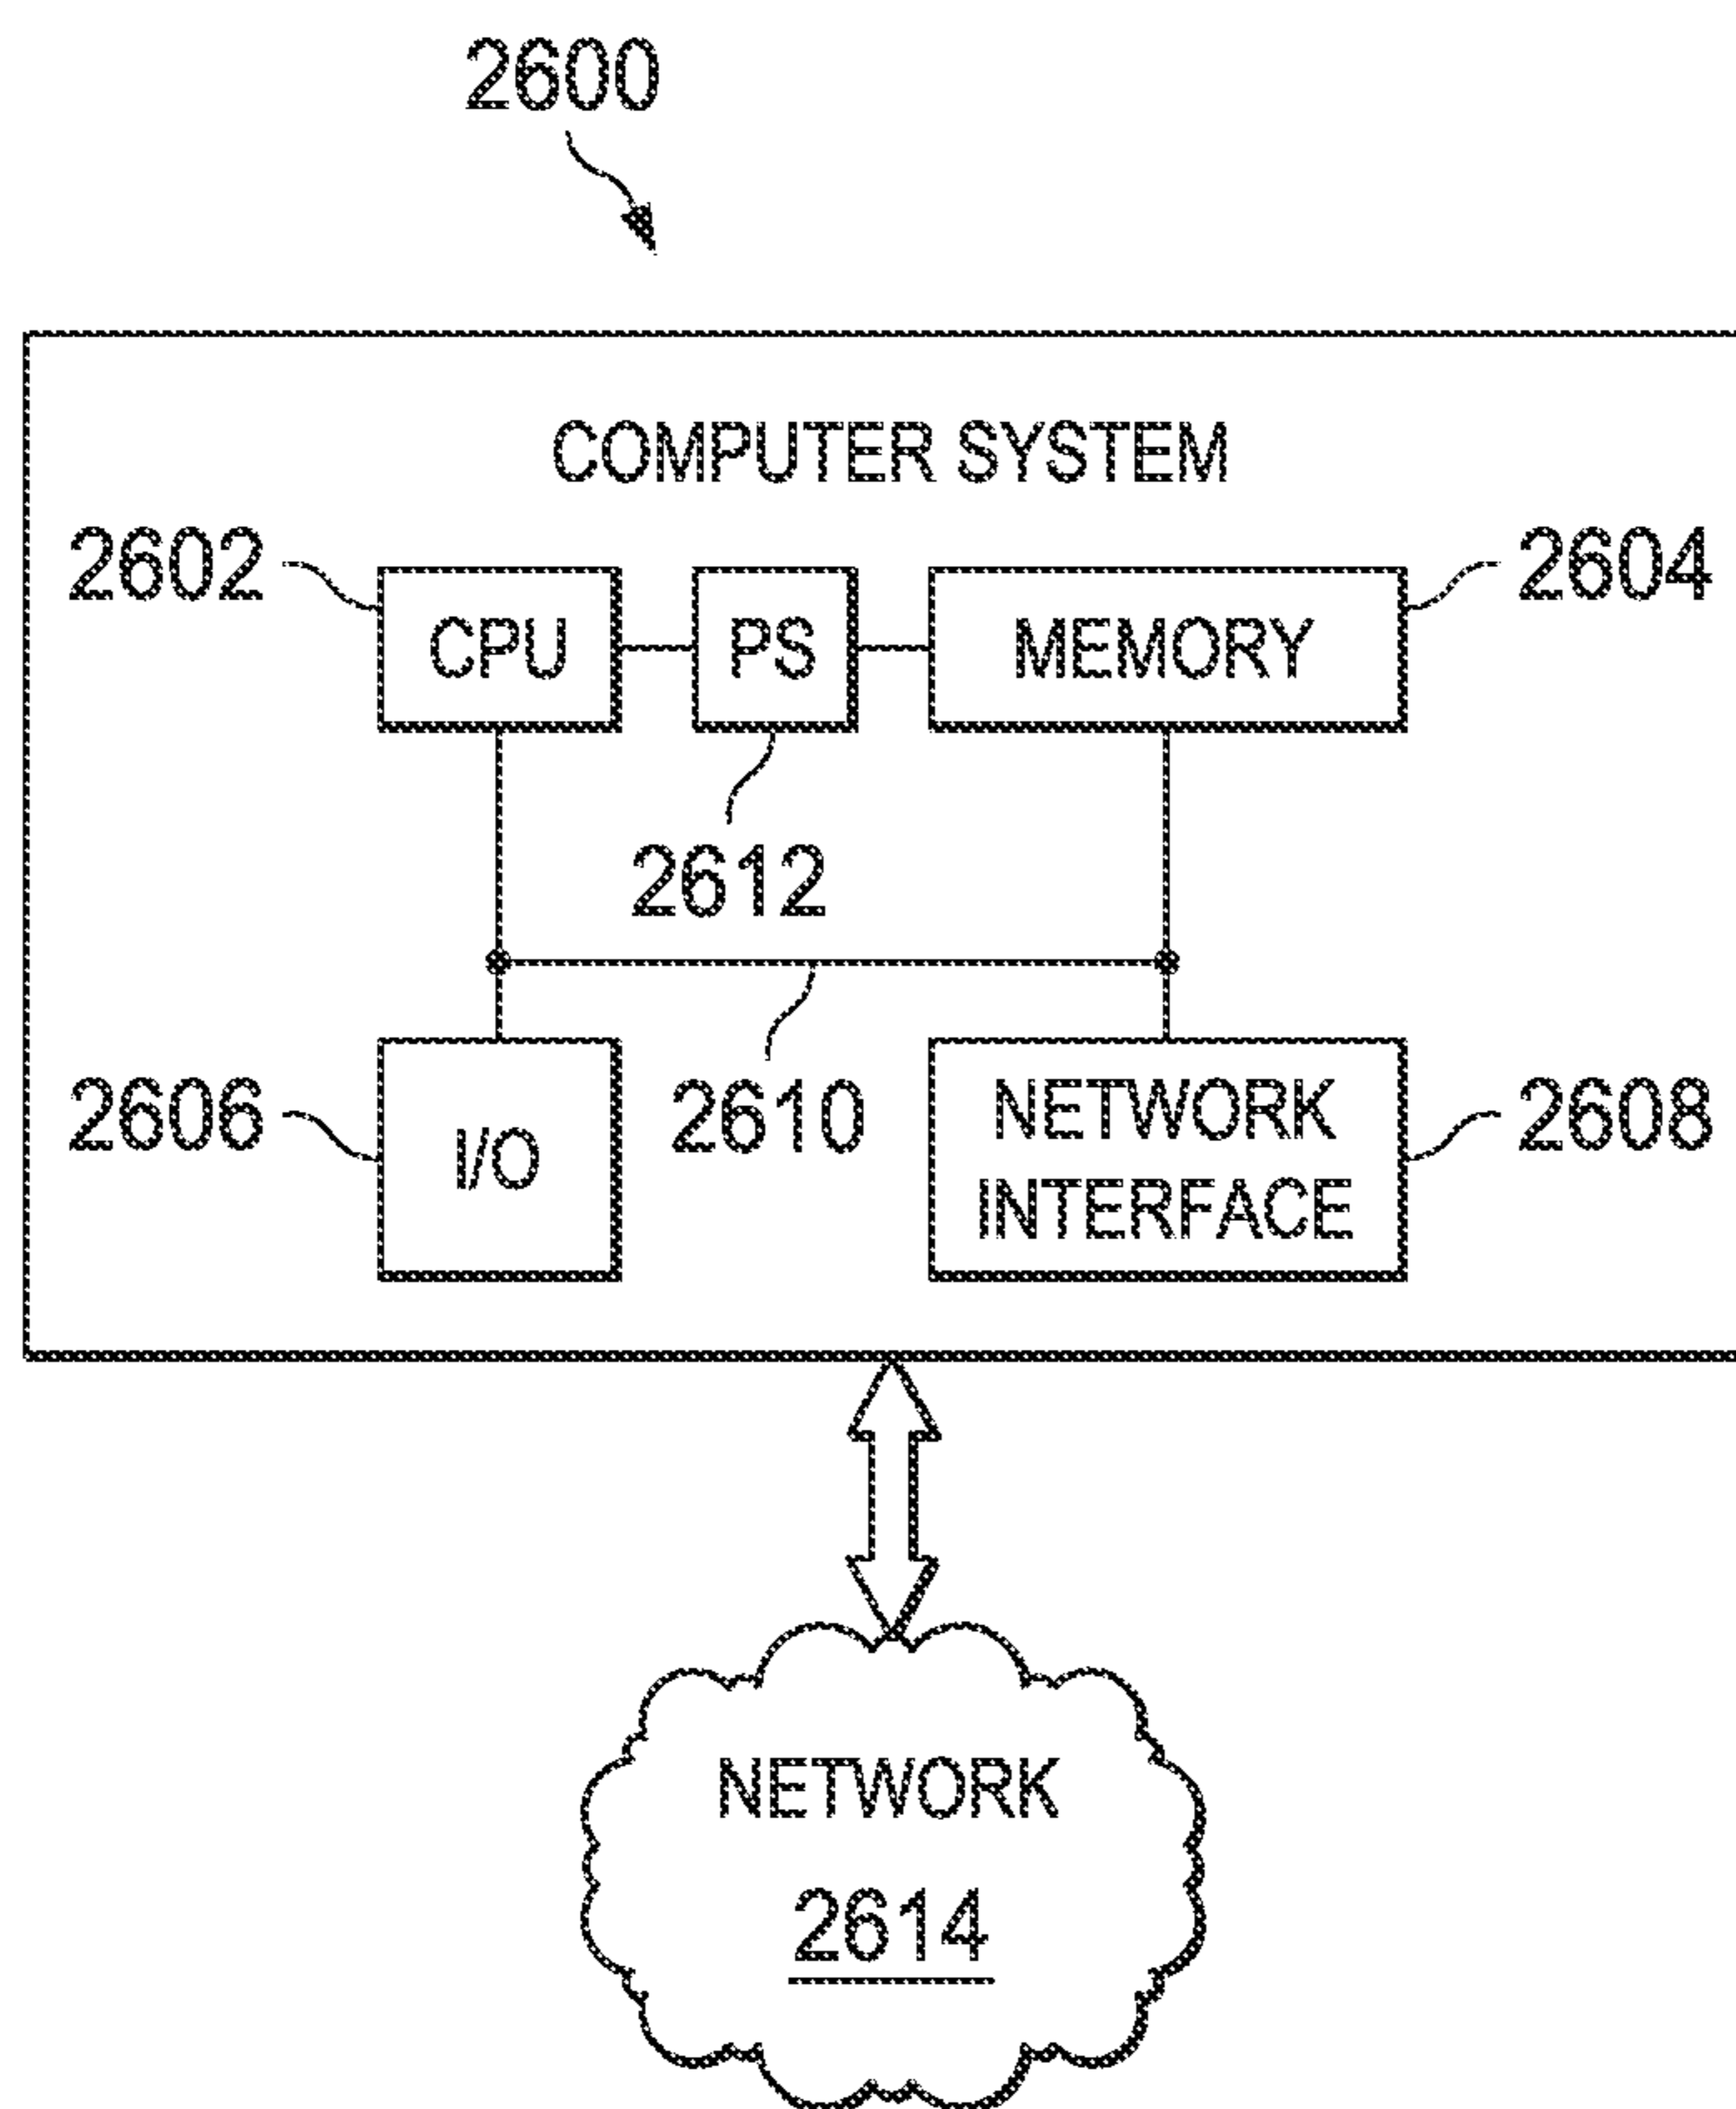 2600
COMPUTER SYSTEM
2602
CPU
PS
MEMORY
2604
2612
2606
I/O
2610
NETWORK
INTERFACE
2608
NETWORK
2614